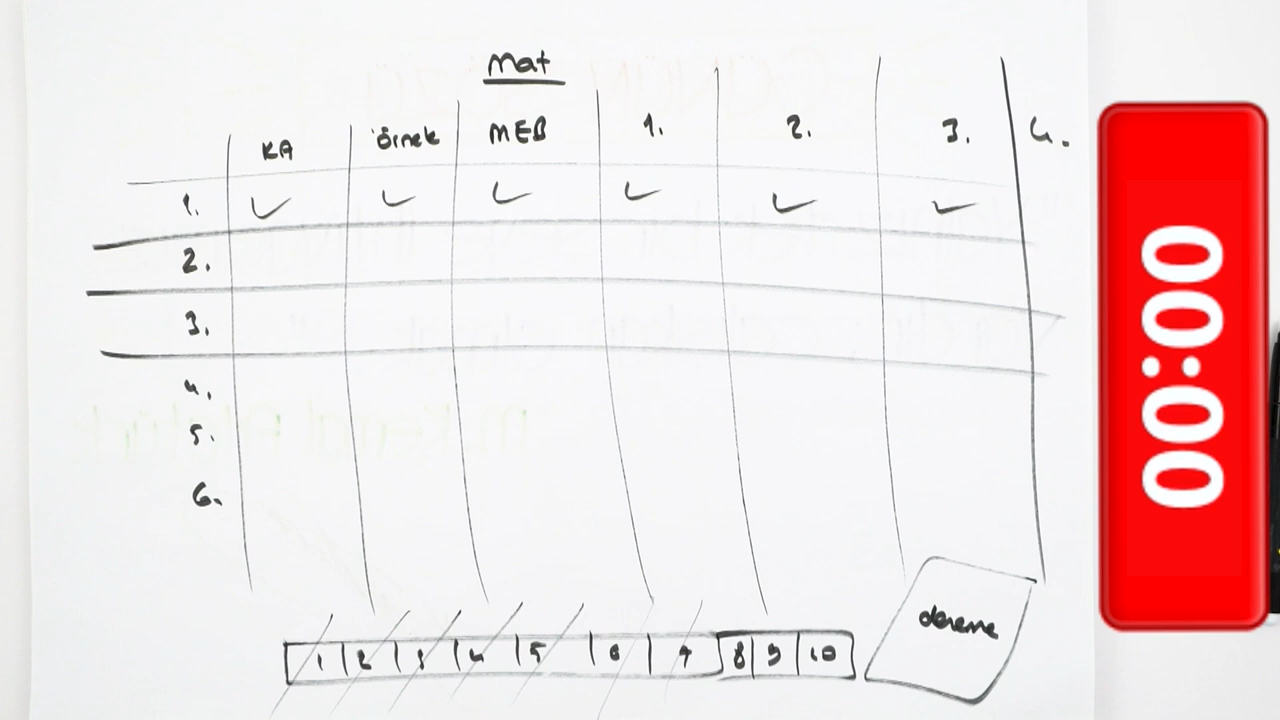 Mat
KA örnek MEB 1. 2. 3. 4.
1. ✓ ✓ ✓ ✓ ✓ ✓
2.
3.
4.
5.
6.
1 2 3 4 5 6 7 8 9 10
deneme
00:00